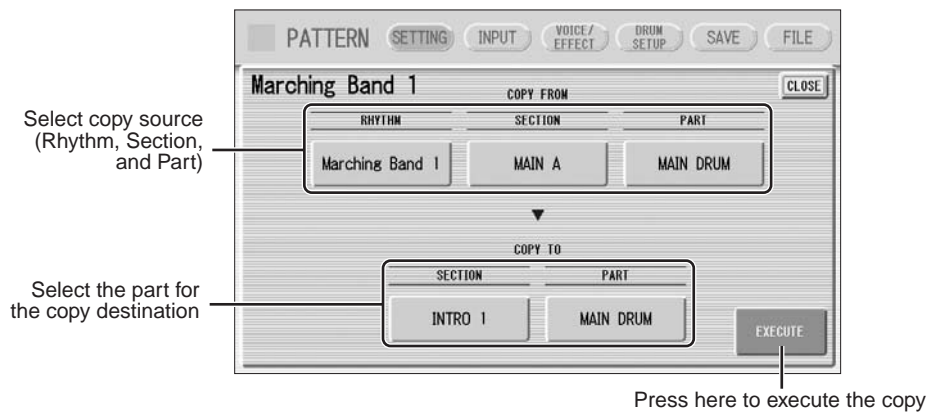 PATTERN SETTING INPUT VOICE/ EFFECT DRUM SETUP SAVE FILE
Marching Band 1
CLOSE
COPY FROM
RHYTHM SECTION PART
Marching Band 1 MAIN A MAIN DRUM
COPY TO
SECTION PART
INTRO 1 MAIN DRUM
EXECUTE
Select copy source
(Rhythm, Section,
and Part)
Select the part for
the copy destination
Press here to execute the copy